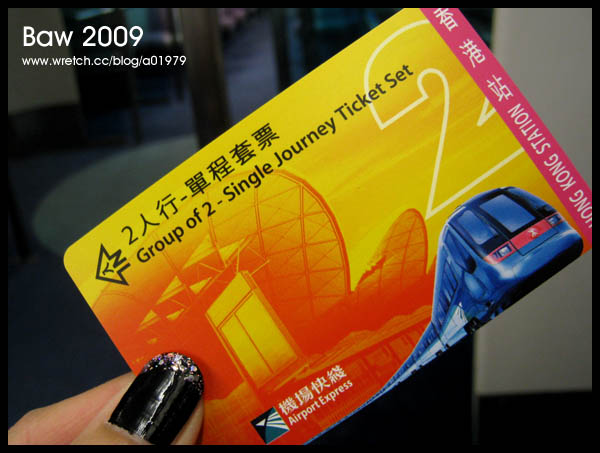 Baw 2009
www.wretch.cc/blog/a01979
香港站
HONG KONG STATION
2
2人行-單程套票
Group of 2 - Single Journey Ticket Set
機場快綫
Airport Express